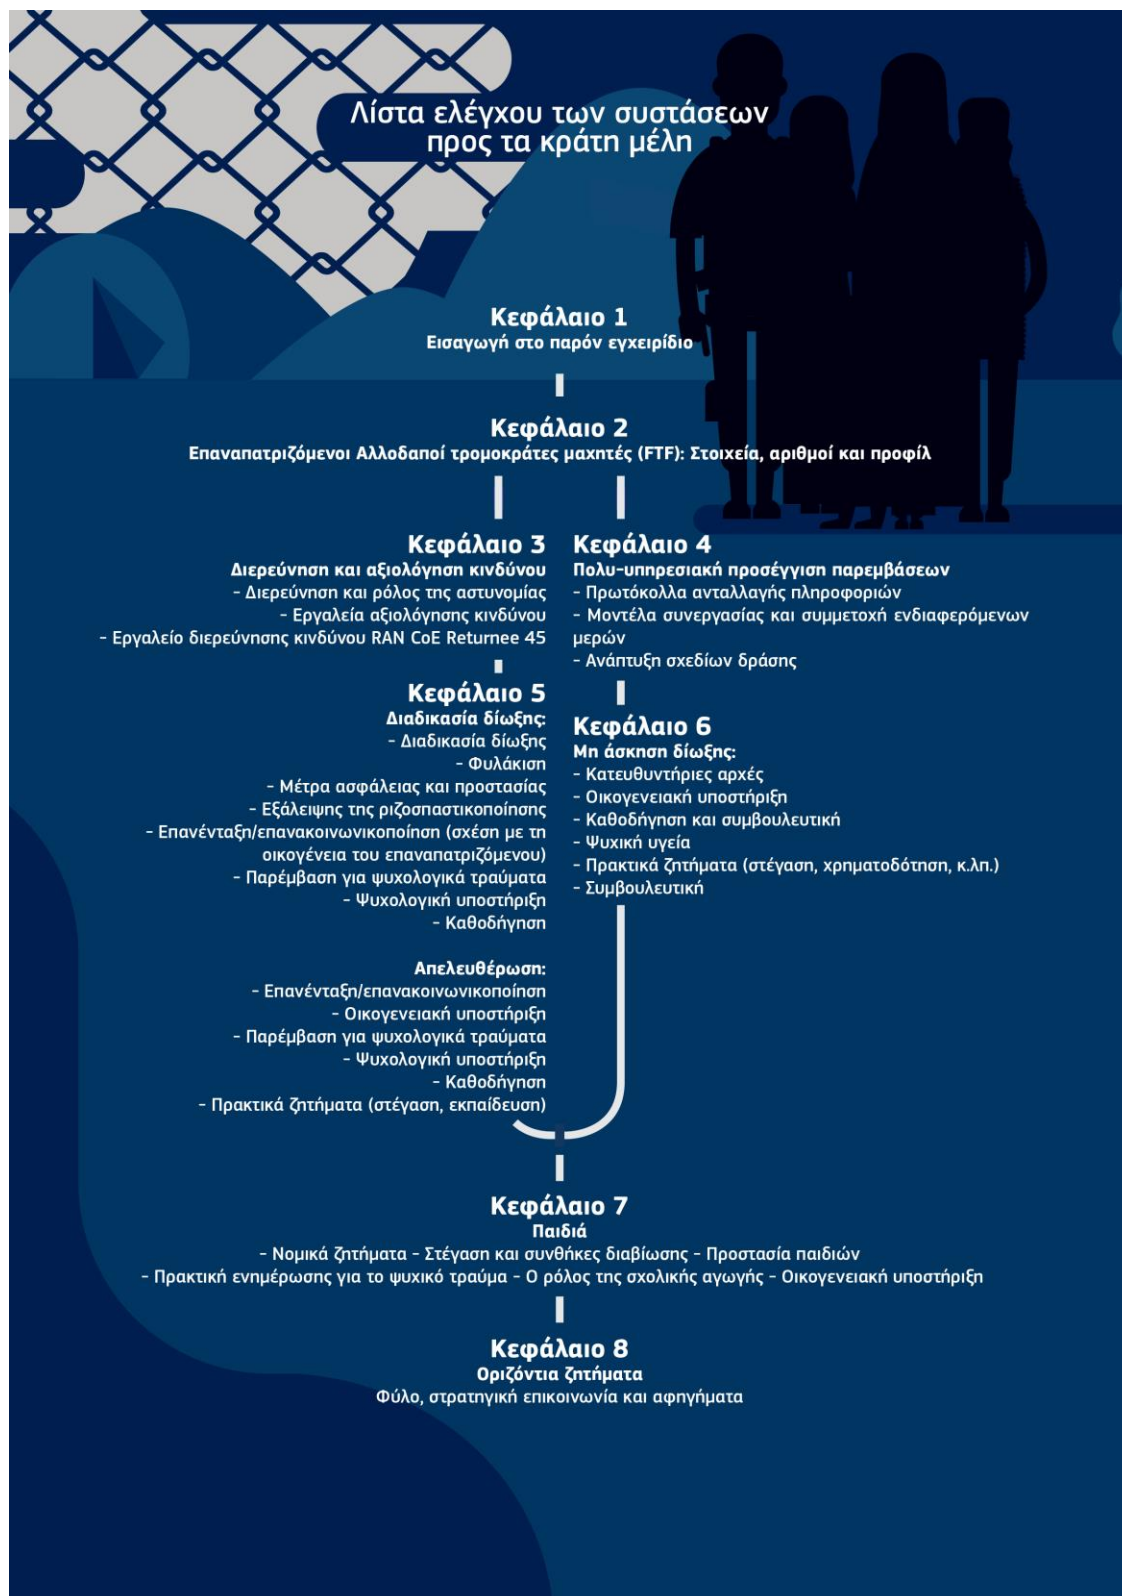 Λίστα ελέγχου των συστάσεων
προς τα κράτη μέλη
Κεφάλαιο 1
Εισαγωγή στο παρόν εγχειρίδιο
Κεφάλαιο 2
Επαναπατριζόμενοι Αλλοδαποί τρομοκράτες μαχητές (FTF): Στοιχεία, αριθμοί και προφίλ
Κεφάλαιο 3
Διερεύνηση και αξιολόγηση κινδύνου
- Διερεύνηση και ρόλος της αστυνομίας
- Εργαλεία αξιολόγησης κινδύνου
- Εργαλείο διερεύνησης κινδύνου RAN CoE Returnee 45
Κεφάλαιο 4
Πολυ-υπηρεσιακή προσέγγιση παρεμβάσεων
- Πρωτόκολλα ανταλλαγής πληροφοριών
- Μοντέλα συνεργασίας και συμμετοχή ενδιαφερόμενων
μερών
- Ανάπτυξη σχεδίων δράσης
Κεφάλαιο 5
Διαδικασία δίωξης:
- Διαδικασία δίωξης
- Φυλάκιση
- Μέτρα ασφάλειας και προστασίας
- Εξάλειψης της ριζοσπαστικοποίησης
- Επανένταξη/επανακοινωνικοποίηση (σχέση με τη
οικογένεια του επαναπατριζόμενου)
- Παρέμβαση για ψυχολογικά τραύματα
- Ψυχολογική υποστήριξη
- Καθοδήγηση
Απελευθέρωση:
- Επανένταξη/επανακοινωνικοποίηση
- Οικογενειακή υποστήριξη
- Παρέμβαση για ψυχολογικά τραύματα
- Ψυχολογική υποστήριξη
- Καθοδήγηση
- Πρακτικά ζητήματα (στέγαση, εκπαίδευση)
Κεφάλαιο 6
Μη άσκηση δίωξης:
- Κατευθυντήριες αρχές
- Οικογενειακή υποστήριξη
- Καθοδήγηση και συμβουλευτική
- Ψυχική υγεία
- Πρακτικά ζητήματα (στέγαση, χρηματοδότηση, κ.λπ.)
- Συμβουλευτική
Κεφάλαιο 7
Παιδιά
- Νομικά ζητήματα - Στέγαση και συνθήκες διαβίωσης - Προστασία παιδιών
- Πρακτική ενημέρωσης για το ψυχικό τραύμα - Ο ρόλος της σχολικής αγωγής - Οικογενειακή υποστήριξη
Κεφάλαιο 8
Οριζόντια ζητήματα
Φύλο, στρατηγική επικοινωνία και αφηγήματα